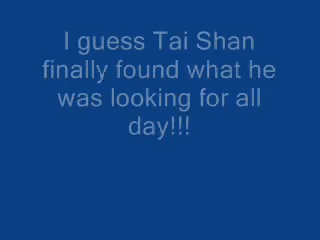 I guess Tai Shan
finally found what he
was looking for all
day!!!